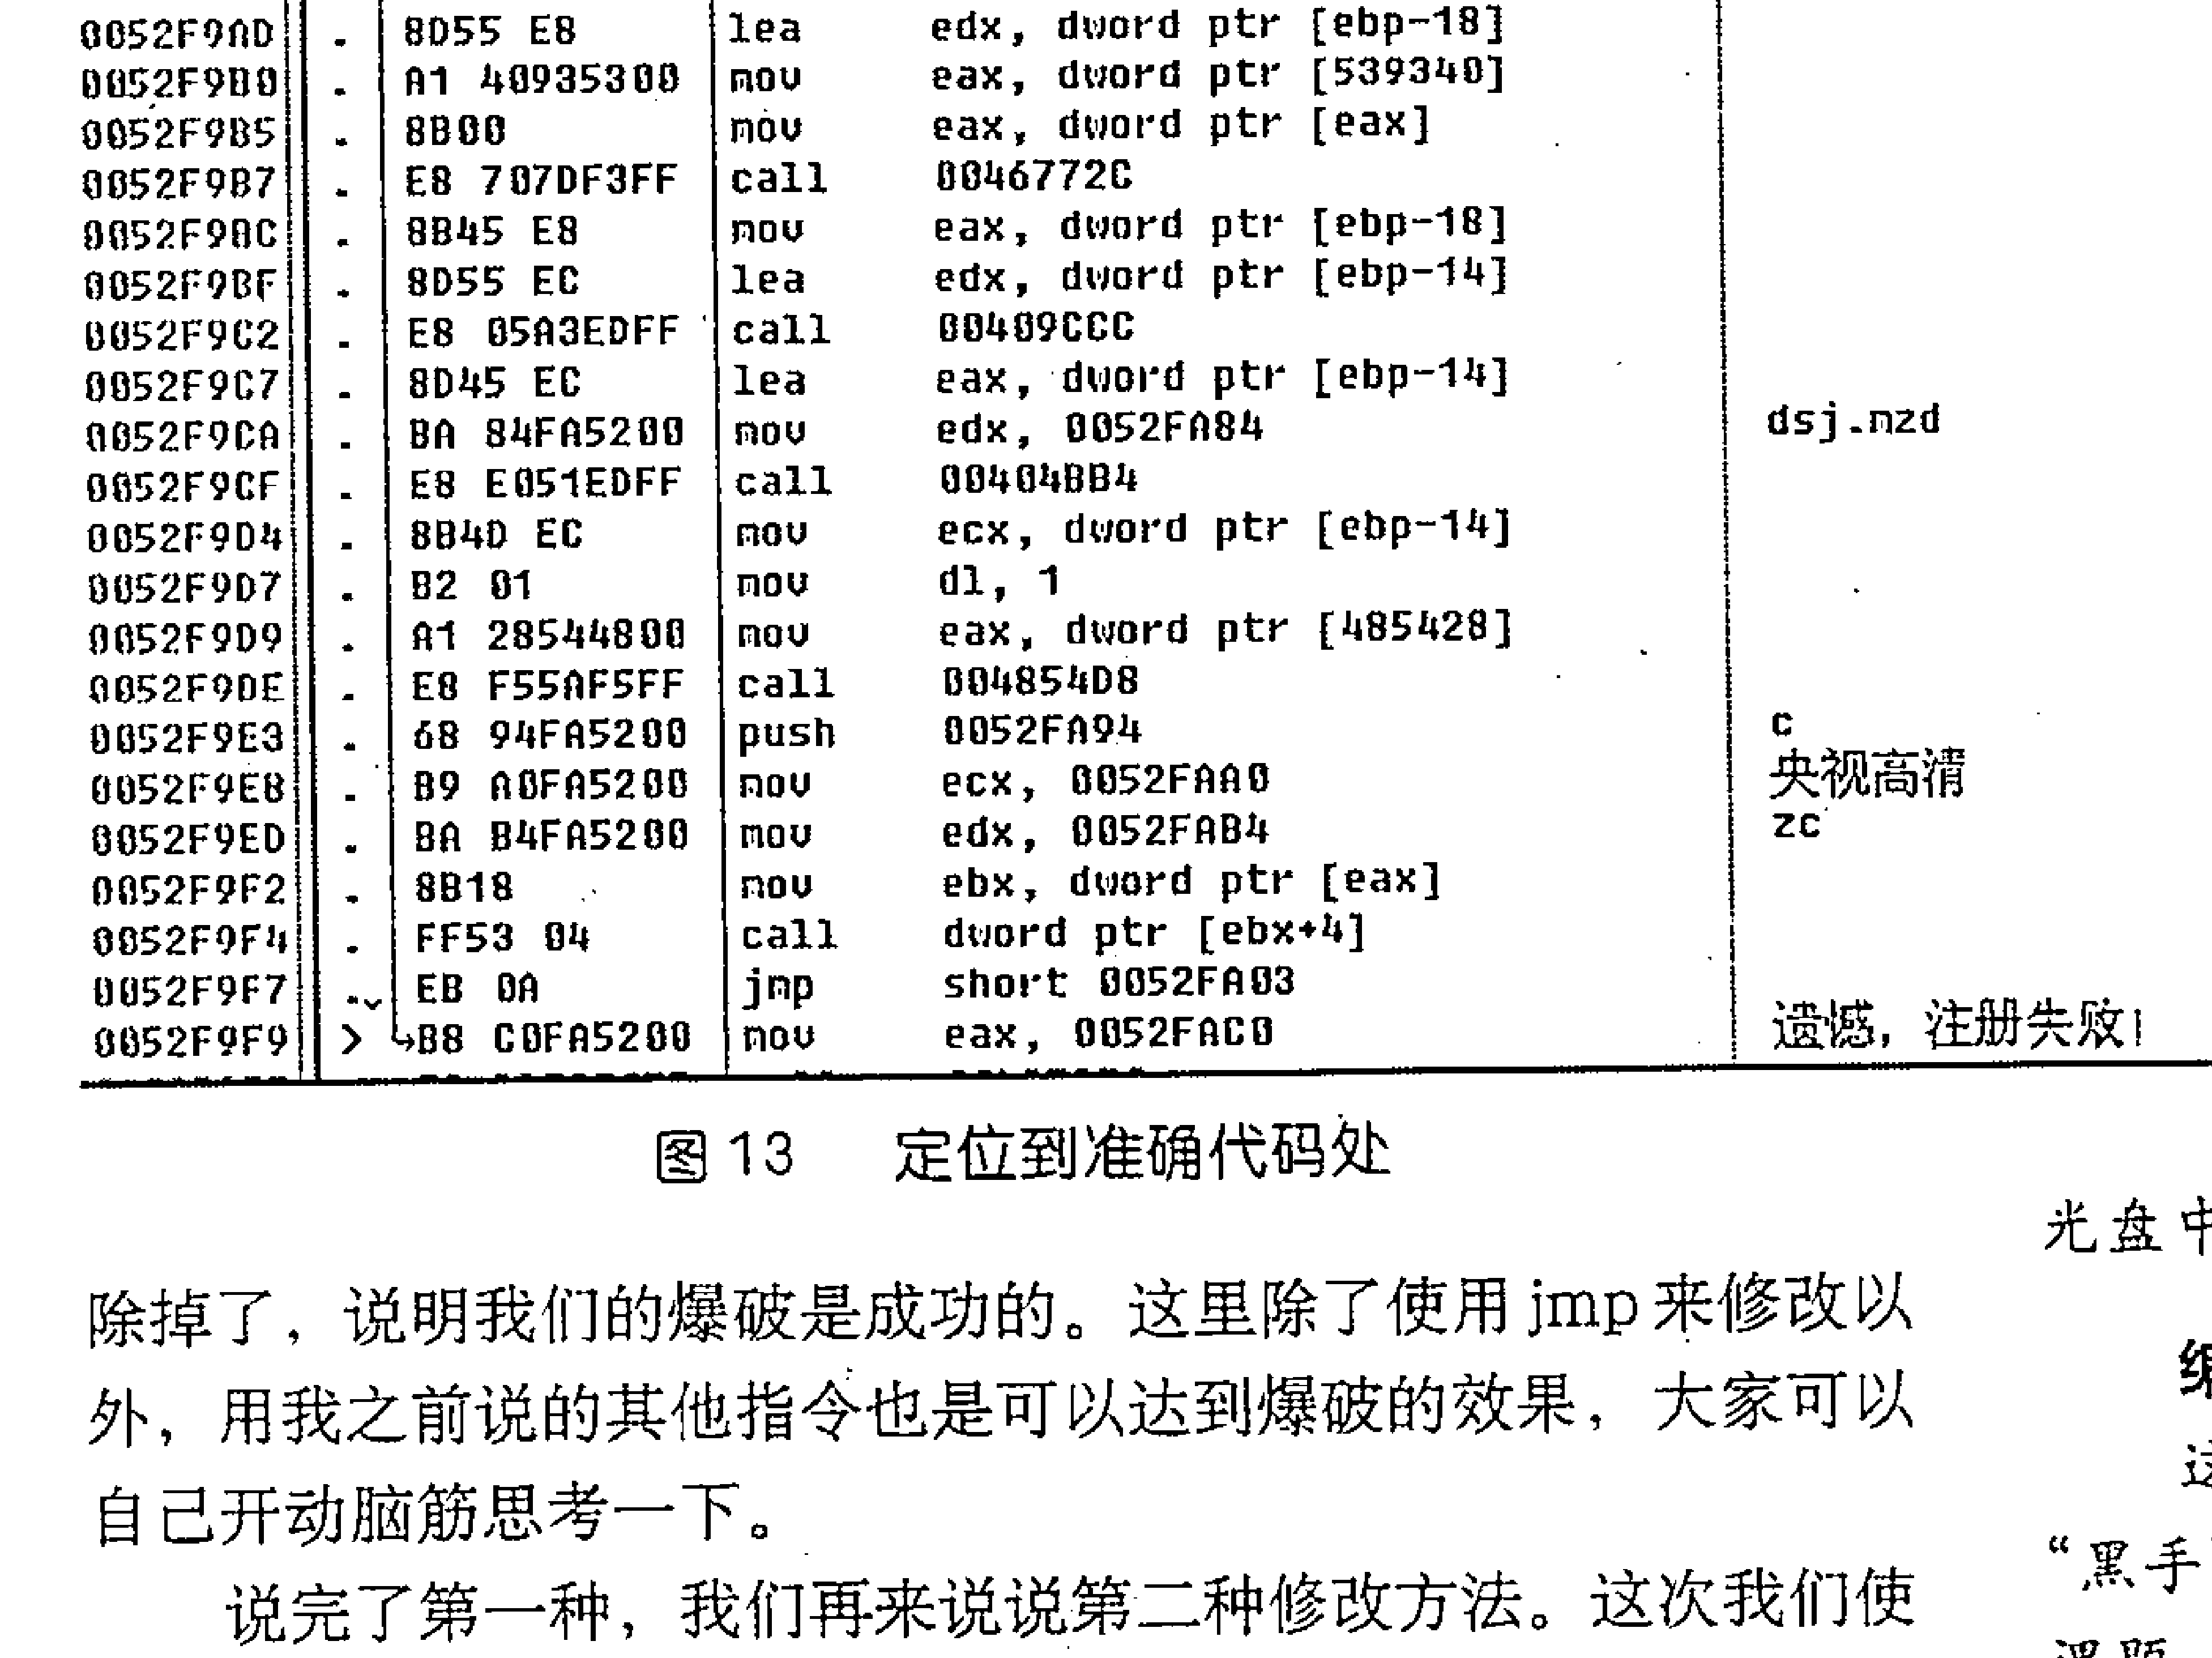 0052F9AD . 8D55 E8 lea edx, dword ptr [ebp-18]
0052F9B0 . A1 40935300 mov eax, dword ptr [539340]
0052F9B5 . 8B00 mov eax, dword ptr [eax]
0052F9B7 . E8 707DF3FF call 0046772C
0052F9BC . 8B45 E8 mov eax, dword ptr [ebp-18]
0052F9BF . 8D55 EC lea edx, dword ptr [ebp-14]
0052F9C2 . E8 05A3EDFF call 00409CCC
0052F9C7 . 8D45 EC lea eax, dword ptr [ebp-14]
0052F9CA . BA 84FA5200 mov edx, 0052FA84 dsj.mzd
0052F9CF . E8 E051EDFF call 00404BB4
0052F9D4 . 8B4D EC mov ecx, dword ptr [ebp-14]
0052F9D7 . B2 01 mov dl, 1
0052F9D9 . A1 28544800 mov eax, dword ptr [485428]
0052F9DE . E8 F55AF5FF call 004854D8
0052F9E3 . 68 94FA5200 push 0052FA94 c
0052F9E8 . B9 A0FA5200 mov ecx, 0052FAA0 央视高清
0052F9ED . BA B4FA5200 mov edx, 0052FAB4 zc
0052F9F2 . 8B18 mov ebx, dword ptr [eax]
0052F9F4 . FF53 04 call dword ptr [ebx+4]
0052F9F7 . EB 0A jmp short 0052FA03
0052F9F9 > B8 C0FA5200 mov eax, 0052FAC0 遗憾，注册失败!
图 13 定位到准确代码处
除掉了，说明我们的爆破是成功的。这里除了使用 jmp 来修改以
外，用我之前说的其他指令也是可以达到爆破的效果，大家可以
自己开动脑筋思考一下。
说完了第一种，我们再来说说第二种修改方法。这次我们使
光盘中
编
这
“黑手